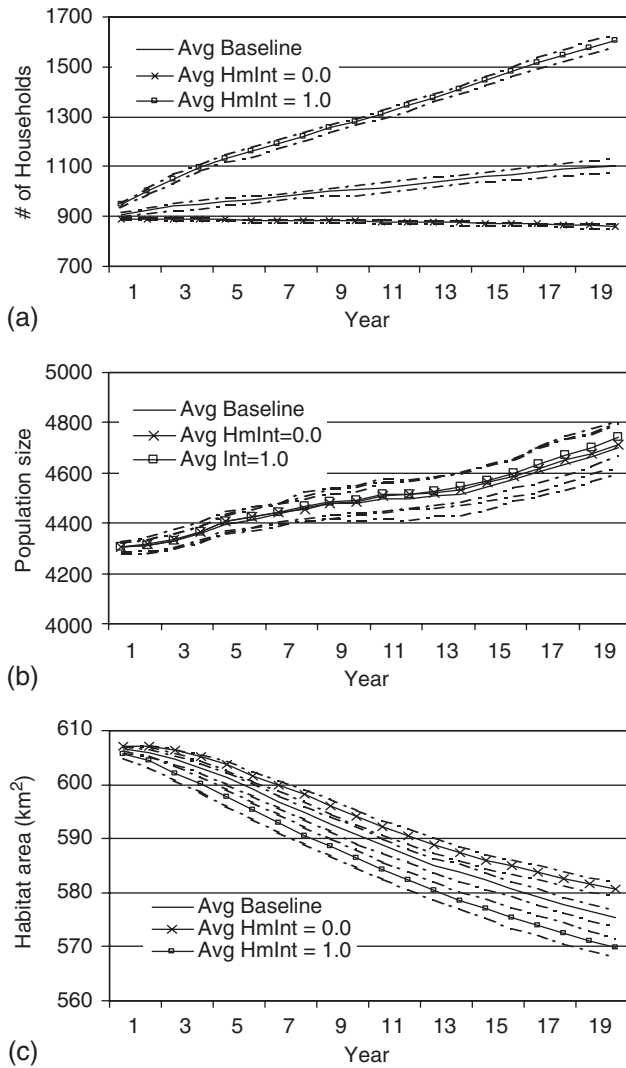 1700
1500
1300
1100
900
700
# of Households
Avg Baseline
Avg HmInt = 0.0
Avg HmInt = 1.0
1 3 5 7 9 11 13 15 17 19
Year
(a)
5000
4800
4600
4400
4200
4000
Population size
Avg Baseline
Avg HmInt=0.0
Avg Int=1.0
1 3 5 7 9 11 13 15 17 19
Year
(b)
610
600
590
580
570
560
Habitat area (km²)
Avg Baseline
Avg HmInt = 0.0
Avg HmInt = 1.0
1 3 5 7 9 11 13 15 17 19
Year
(c)